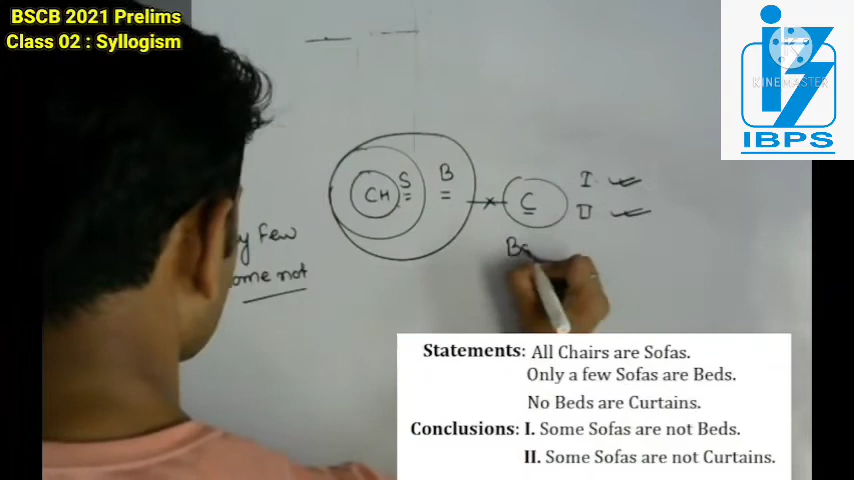 BSCB 2021 Prelims
Class 02 : Syllogism
KINEMASTER
IBPS
CH S B C
I
II
y few
ome not
Statements: All Chairs are Sofas.
Only a few Sofas are Beds.
No Beds are Curtains.
Conclusions: I. Some Sofas are not Beds.
II. Some Sofas are not Curtains.